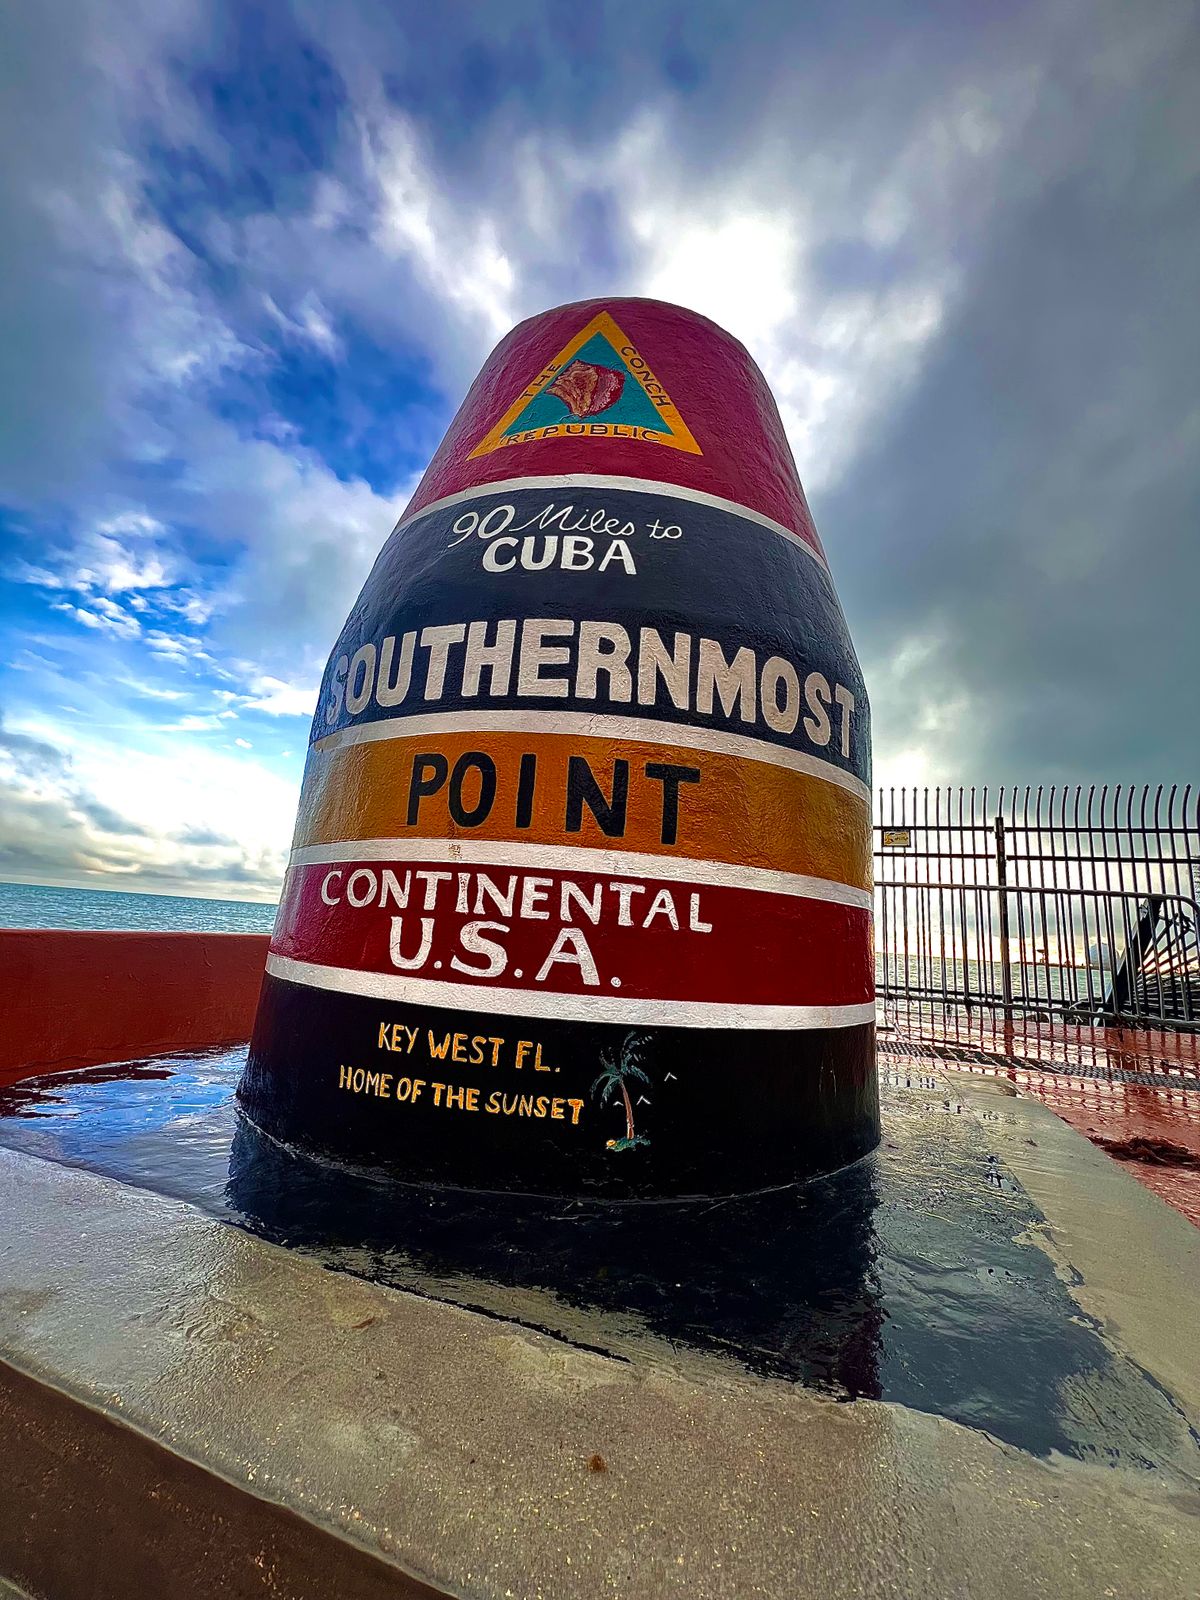 THE CONCH
REPUBLIC
90 Miles to
CUBA
SOUTHERNMOST
POINT
CONTINENTAL
U.S.A.
KEY WEST FL.
HOME OF THE SUNSET